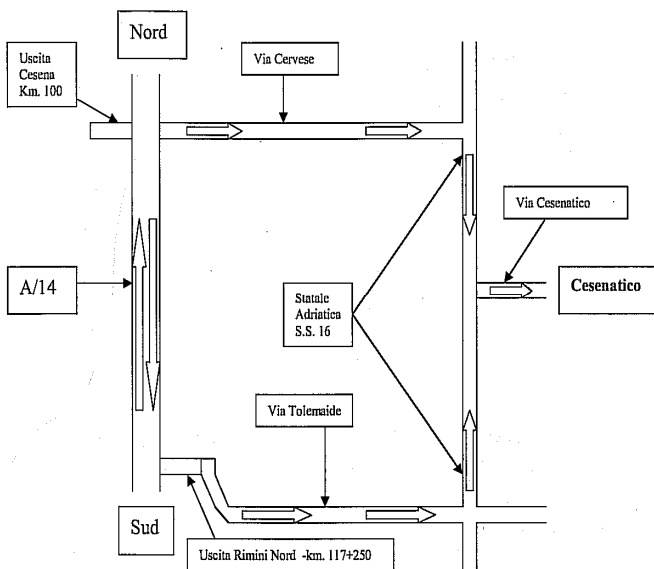 Nord
Uscita
Cesena
Km. 100
Via Cervese
Via Cesenatico
A/14
Cesenatico
Statale
Adriatica
S.S. 16
Via Tolemaide
Sud
Uscita Rimini Nord -km. 117+250